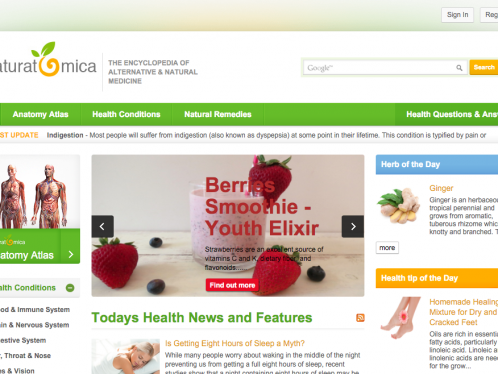 Sign In
Reg
naturatomica
THE ENCYCLOPEDIA OF
ALTERNATIVE & NATURAL
MEDICINE
Google™
Search
Anatomy Atlas
Health Conditions
Natural Remedies
Health Questions & Ans
ST UPDATE
Indigestion - Most people will suffer from indigestion (also known as dyspepsia) at some point in their lifetime. This condition is typified by pain or
atomy Atlas
Berries
Smoothie -
Youth Elixir
Strawberries are an excellent source of
vitamins C and K, dietary fiber, and
flavonoids.....
Find out more
Herb of the Day
Ginger
Ginger is an herbaceou
tropical perennial and
grows from aromatic,
tuberous rhizome whic
knotty and branched. T
more
Health tip of the Day
Homemade Healing
Mixture for Dry and
Cracked Feet
Oils are rich in essentia
fatty acids, particularly
linoleic acid. Linoleic a
linolenic acids are need
for the grow...
alth Conditions
od & Immune System
in & Nervous System
estive System
, Throat & Nose
s & Vision
Todays Health News and Features
Is Getting Eight Hours of Sleep a Myth?
While many people worry about waking in the middle of the night
preventing us from getting a full eight hours of sleep, recent
studies show that a night containing eight hours of sleep may be